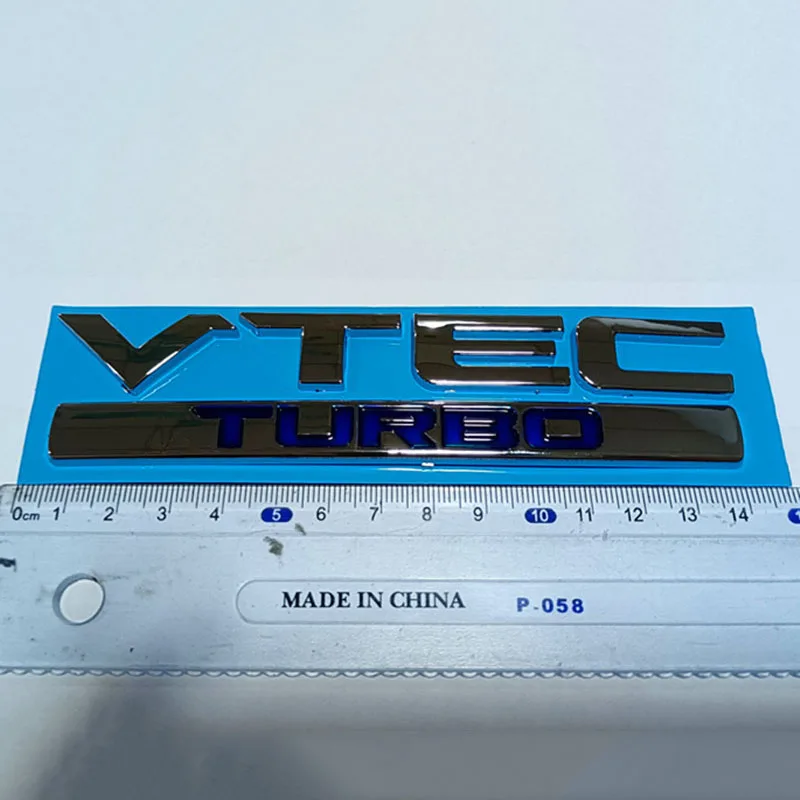 VTEC
TURBO
0cm 1 2 3 4 5 6 7 8 9 10 11 12 13 14 1
MADE IN CHINA P-058